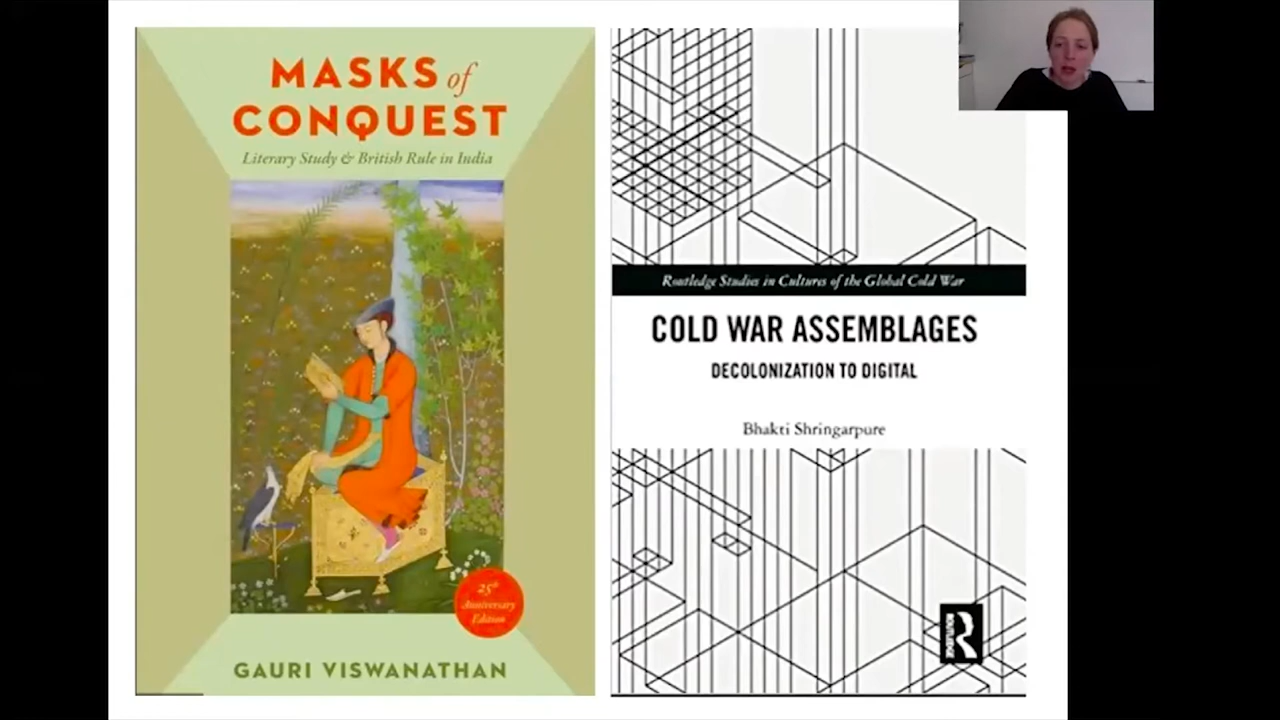 MASKS of
CONQUEST
Literary Study & British Rule in India
25th
Anniversary
Edition
GAURI VISWANATHAN
Routledge Studies in Cultures of the Global Cold War
COLD WAR ASSEMBLAGES
DECOLONIZATION TO DIGITAL
Bhakti Shringarpure
ROUTLEDGE